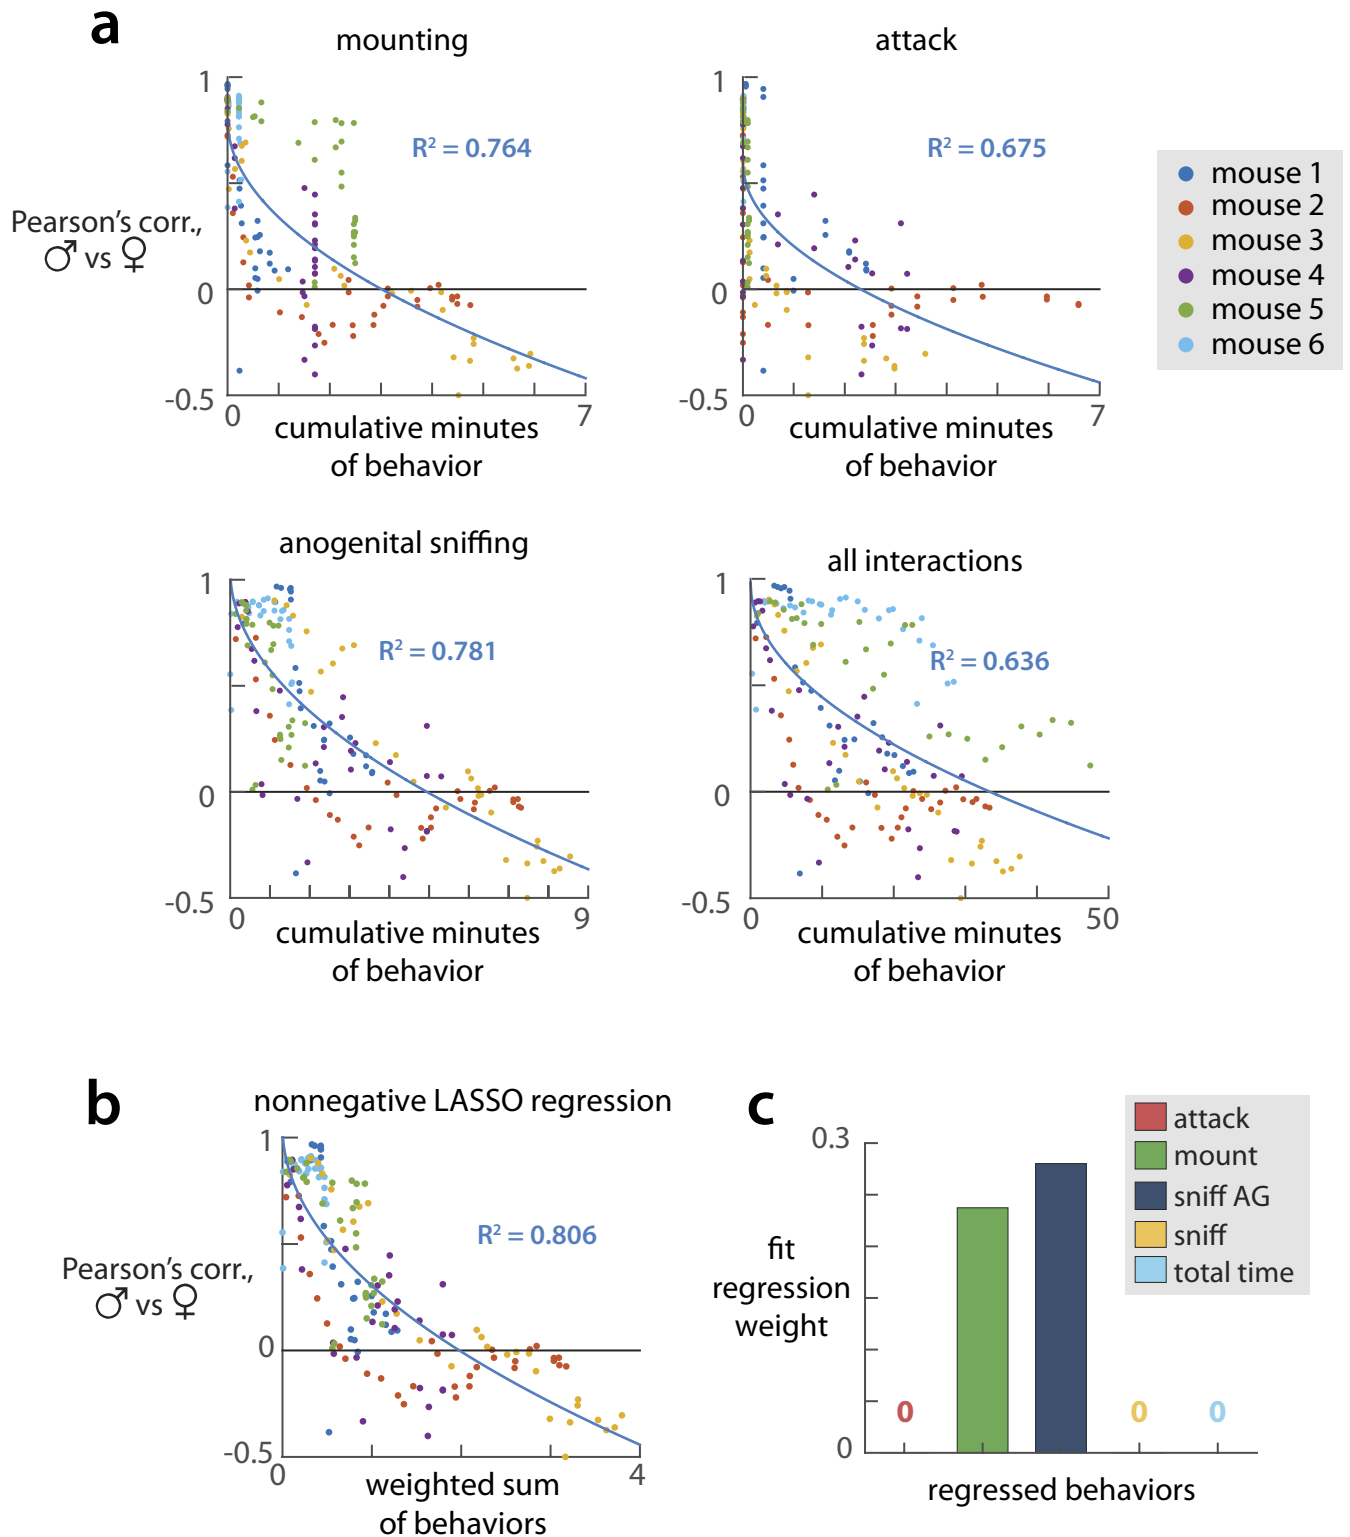 a
mounting
attack
1
0
-0.5
0
7
R² = 0.764
Pearson's corr.,
♂ vs ♀
cumulative minutes
of behavior
1
0
-0.5
0
7
R² = 0.675
cumulative minutes
of behavior
mouse 1
mouse 2
mouse 3
mouse 4
mouse 5
mouse 6
anogenital sniffing
1
0
-0.5
0
9
R² = 0.781
cumulative minutes
of behavior
all interactions
1
0
-0.5
0
50
R² = 0.636
cumulative minutes
of behavior
b
nonnegative LASSO regression
1
0
-0.5
0
4
R² = 0.806
Pearson's corr.,
♂ vs ♀
weighted sum
of behaviors
c
0.3
0
fit
regression
weight
0
0
0
regressed behaviors
attack
mount
sniff AG
sniff
total time